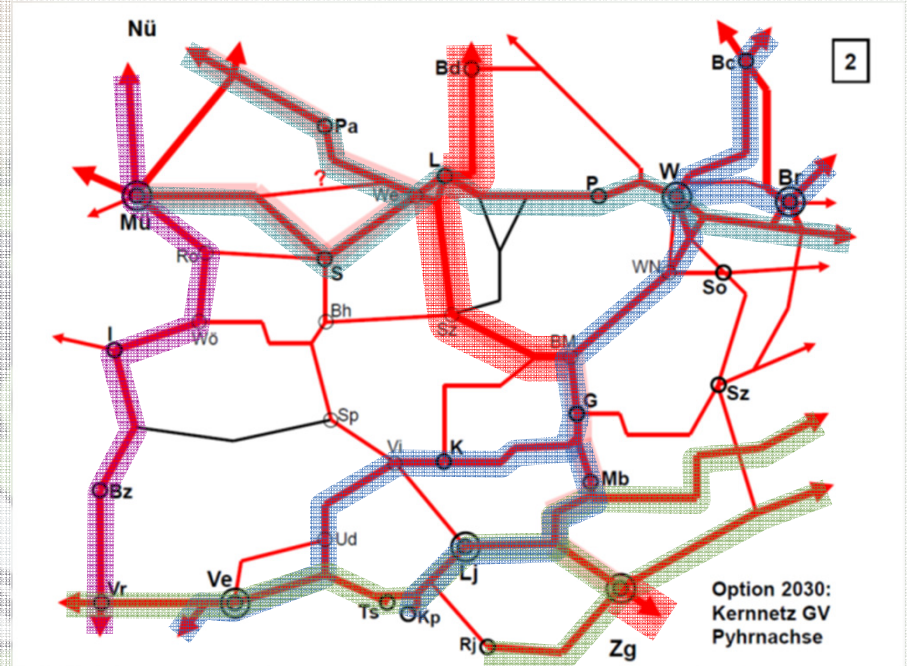 Nü
2
Bd
Bc
Pa
L
W
Br
?
We
P
Mü
Ro
S
WN
So
Bh
I
Wö
Sz
BM
Sz
G
Sp
Vi
K
Mb
Bz
Ud
Lj
Vr
Ve
Ts
Kp
Rj
Zg
Option 2030:
Kernnetz GV
Pyhrnachse